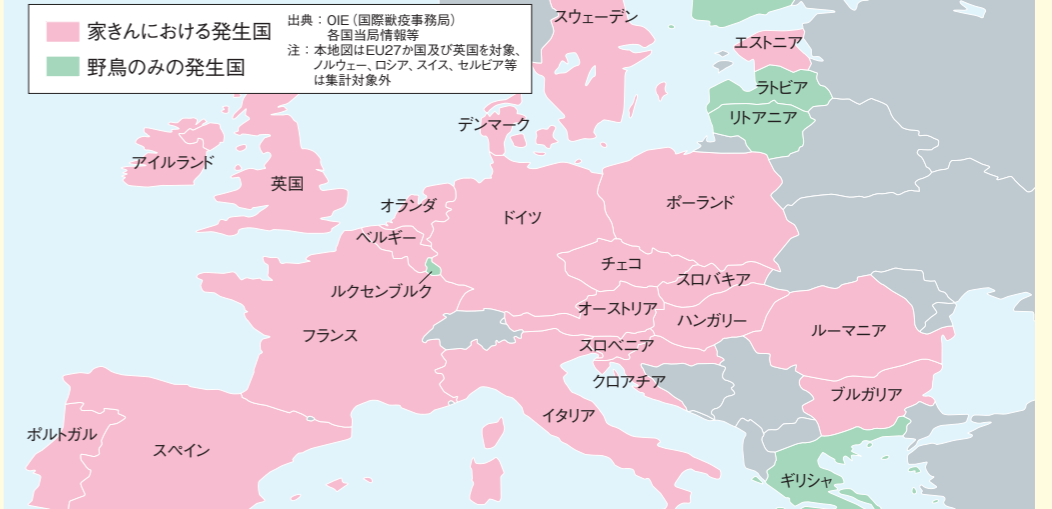 家きんにおける発生国
野鳥のみの発生国
出典：OIE（国際獣疫事務局）
各国当局情報等
注：本地図はEU27か国及び英国を対象、
ノルウェー、ロシア、スイス、セルビア等
は集計対象外
スウェーデン
エストニア
ラトビア
リトアニア
デンマーク
アイルランド
英国
オランダ
ドイツ
ポーランド
ベルギー
チェコ
スロバキア
ルクセンブルク
オーストリア
ハンガリー
フランス
ルーマニア
スロベニア
クロアチア
ブルガリア
イタリア
ポルトガル
スペイン
ギリシャ